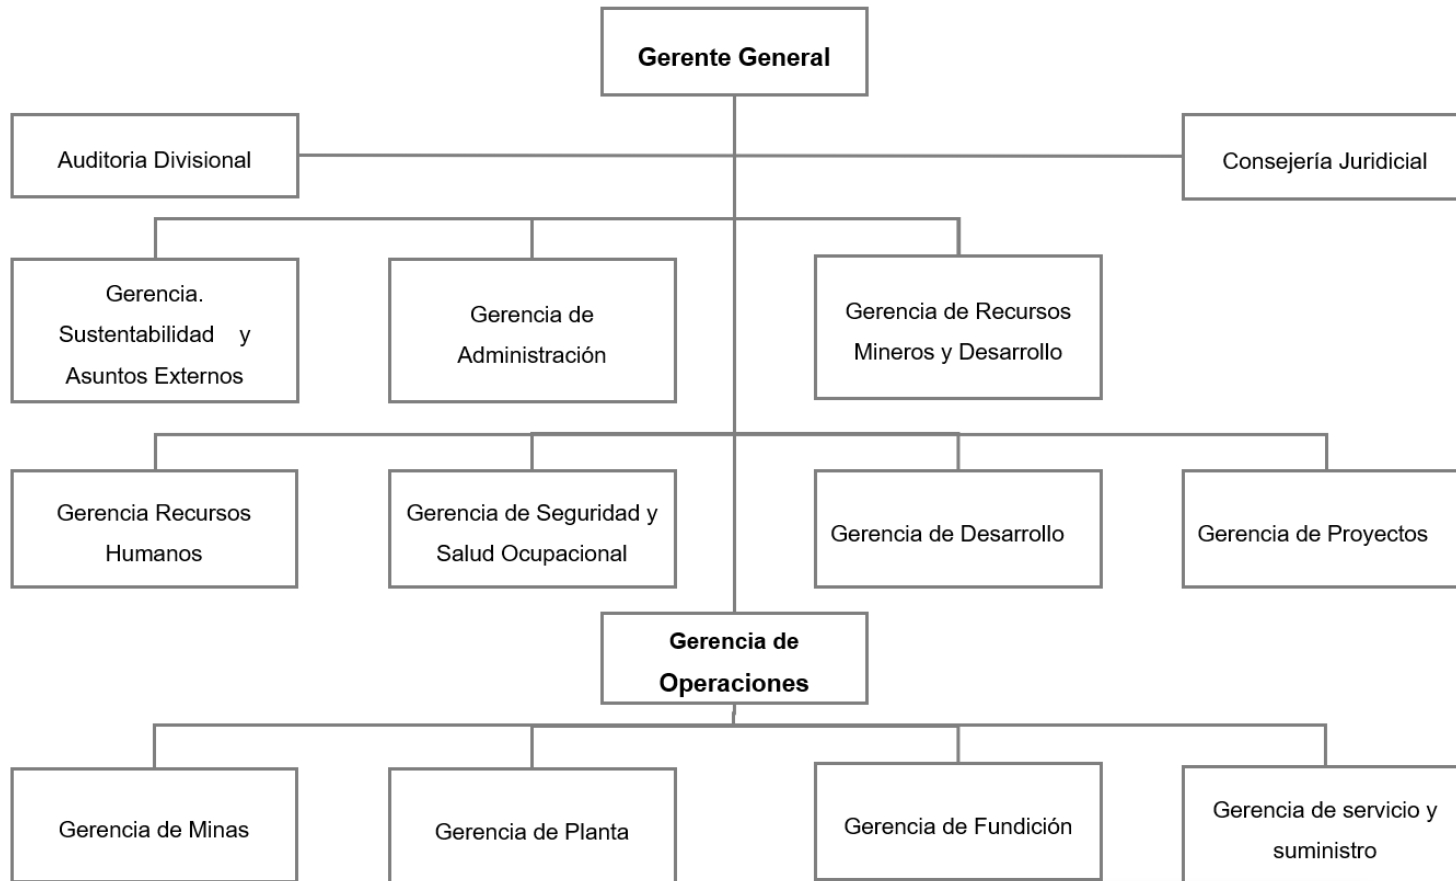 Gerente General
Auditoria Divisional
Consejería Juridicial
Gerencia.
Sustentabilidad y
Asuntos Externos
Gerencia de
Administración
Gerencia de Recursos
Mineros y Desarrollo
Gerencia Recursos
Humanos
Gerencia de Seguridad y
Salud Ocupacional
Gerencia de Desarrollo
Gerencia de Proyectos
Gerencia de
Operaciones
Gerencia de Minas
Gerencia de Planta
Gerencia de Fundición
Gerencia de servicio y
suministro